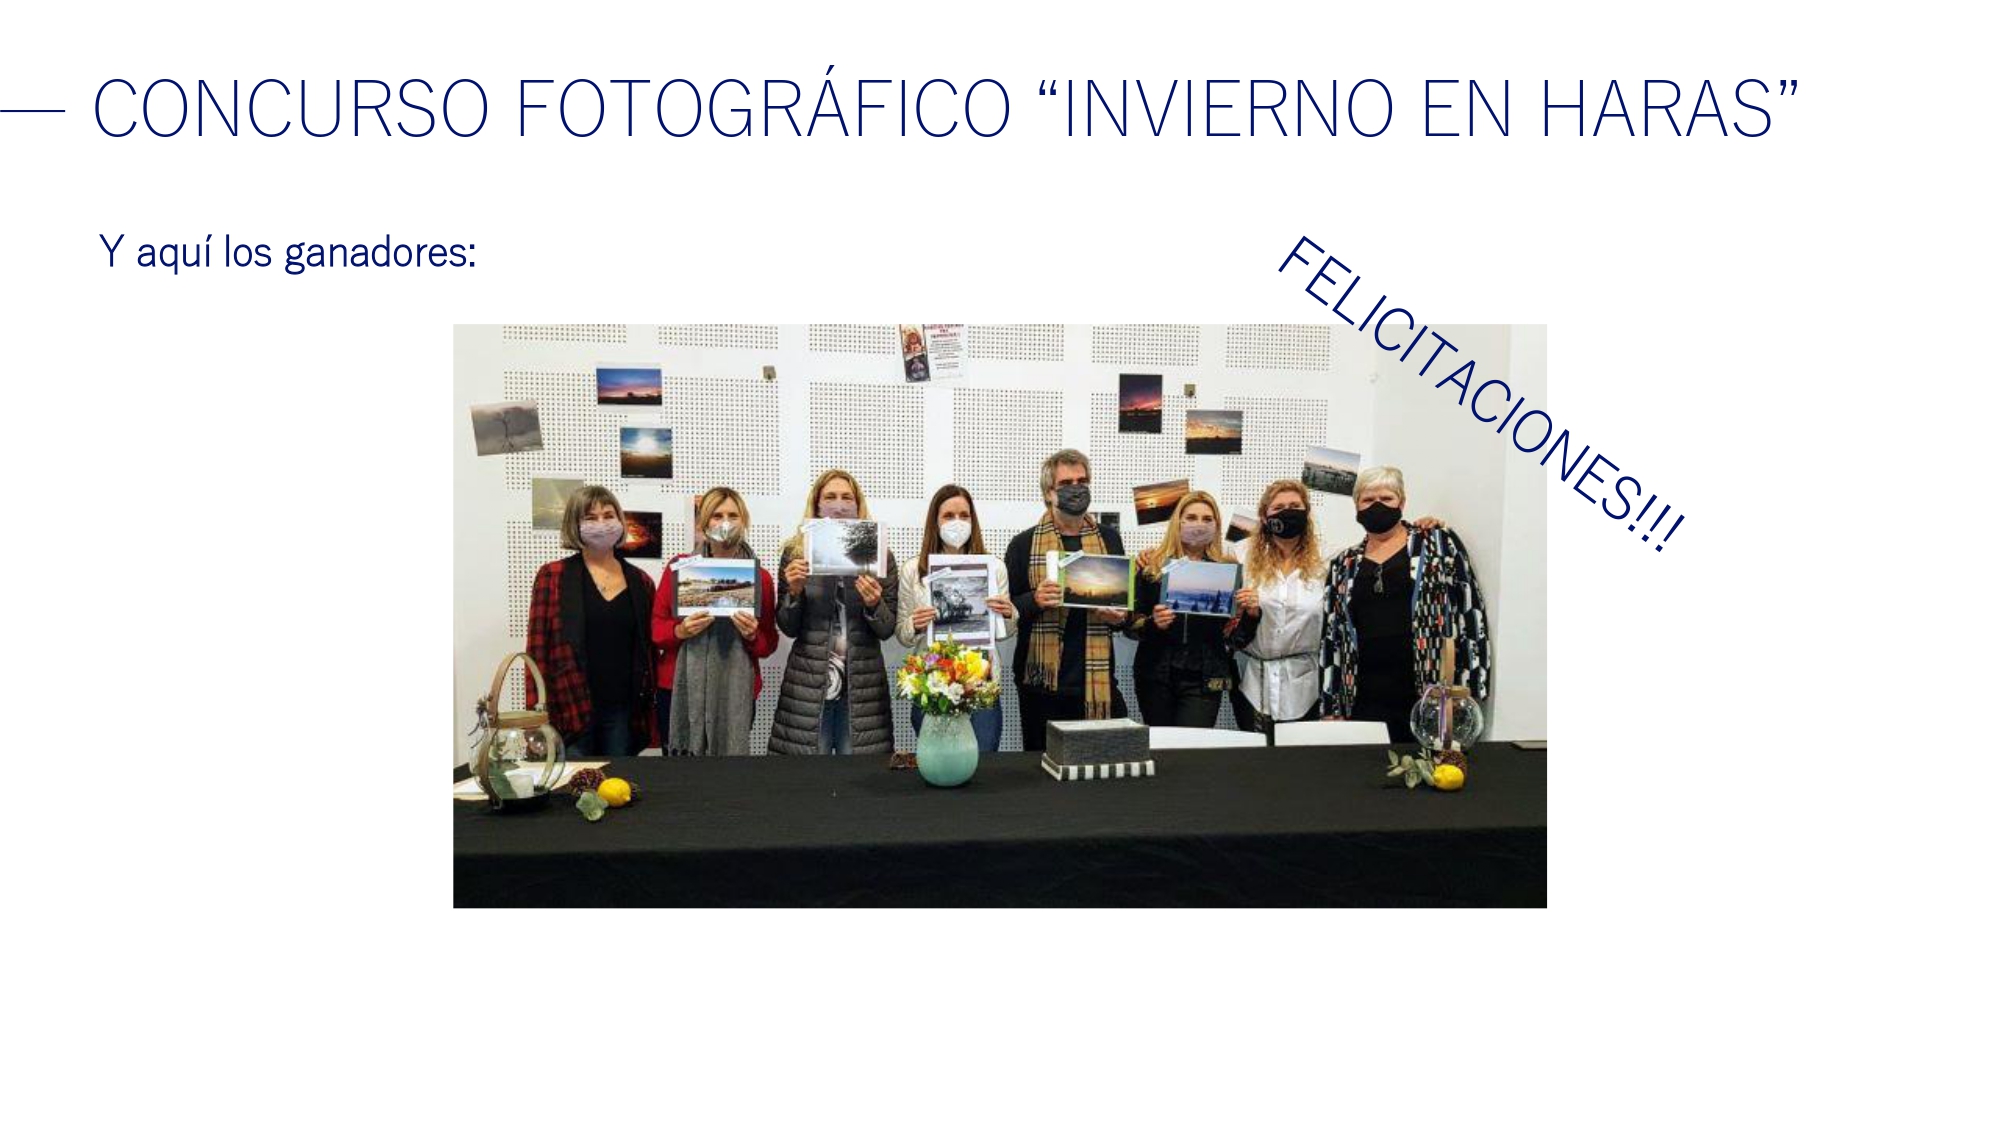 CONCURSO FOTOGRÁFICO “INVIERNO EN HARAS”
Y aquí los ganadores:
FELICITACIONES!!!